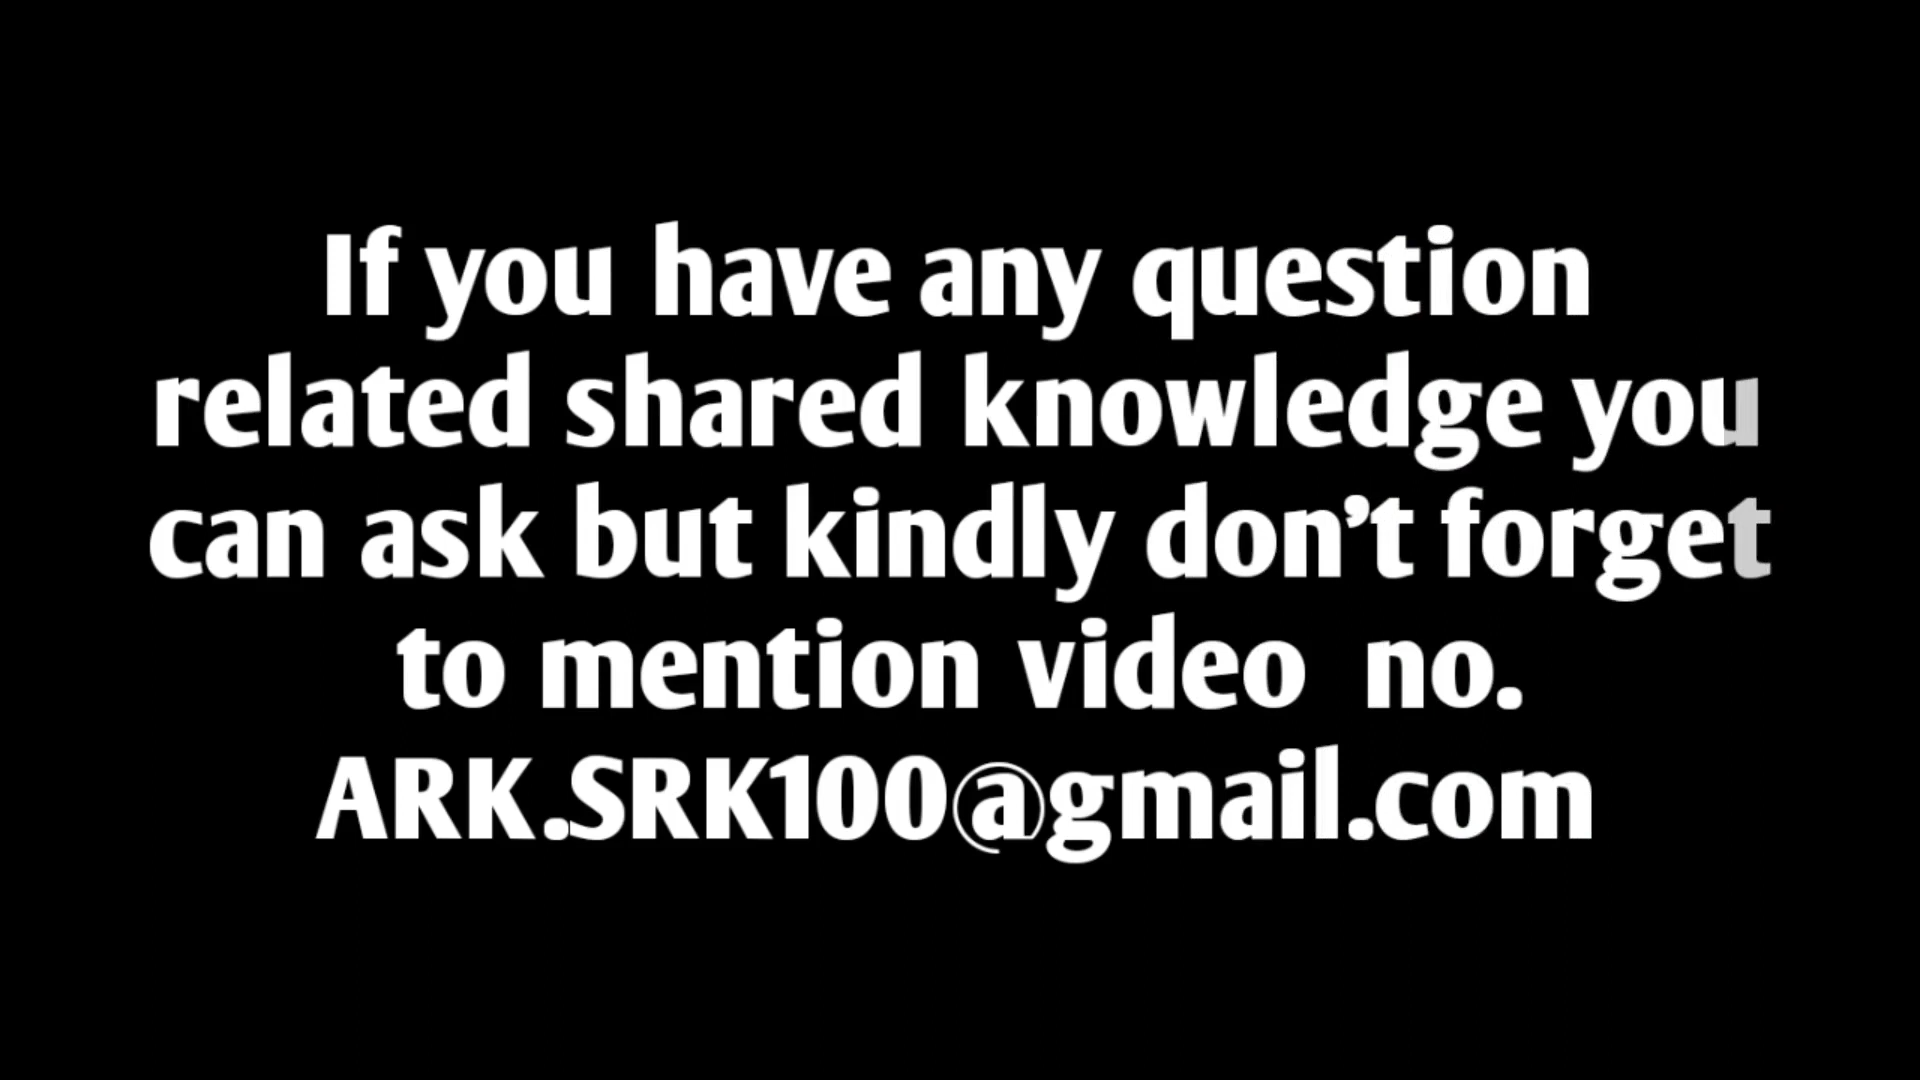 If you have any question
related shared knowledge you
can ask but kindly don’t forget
to mention video  no.
ARK.SRK100@gmail.com